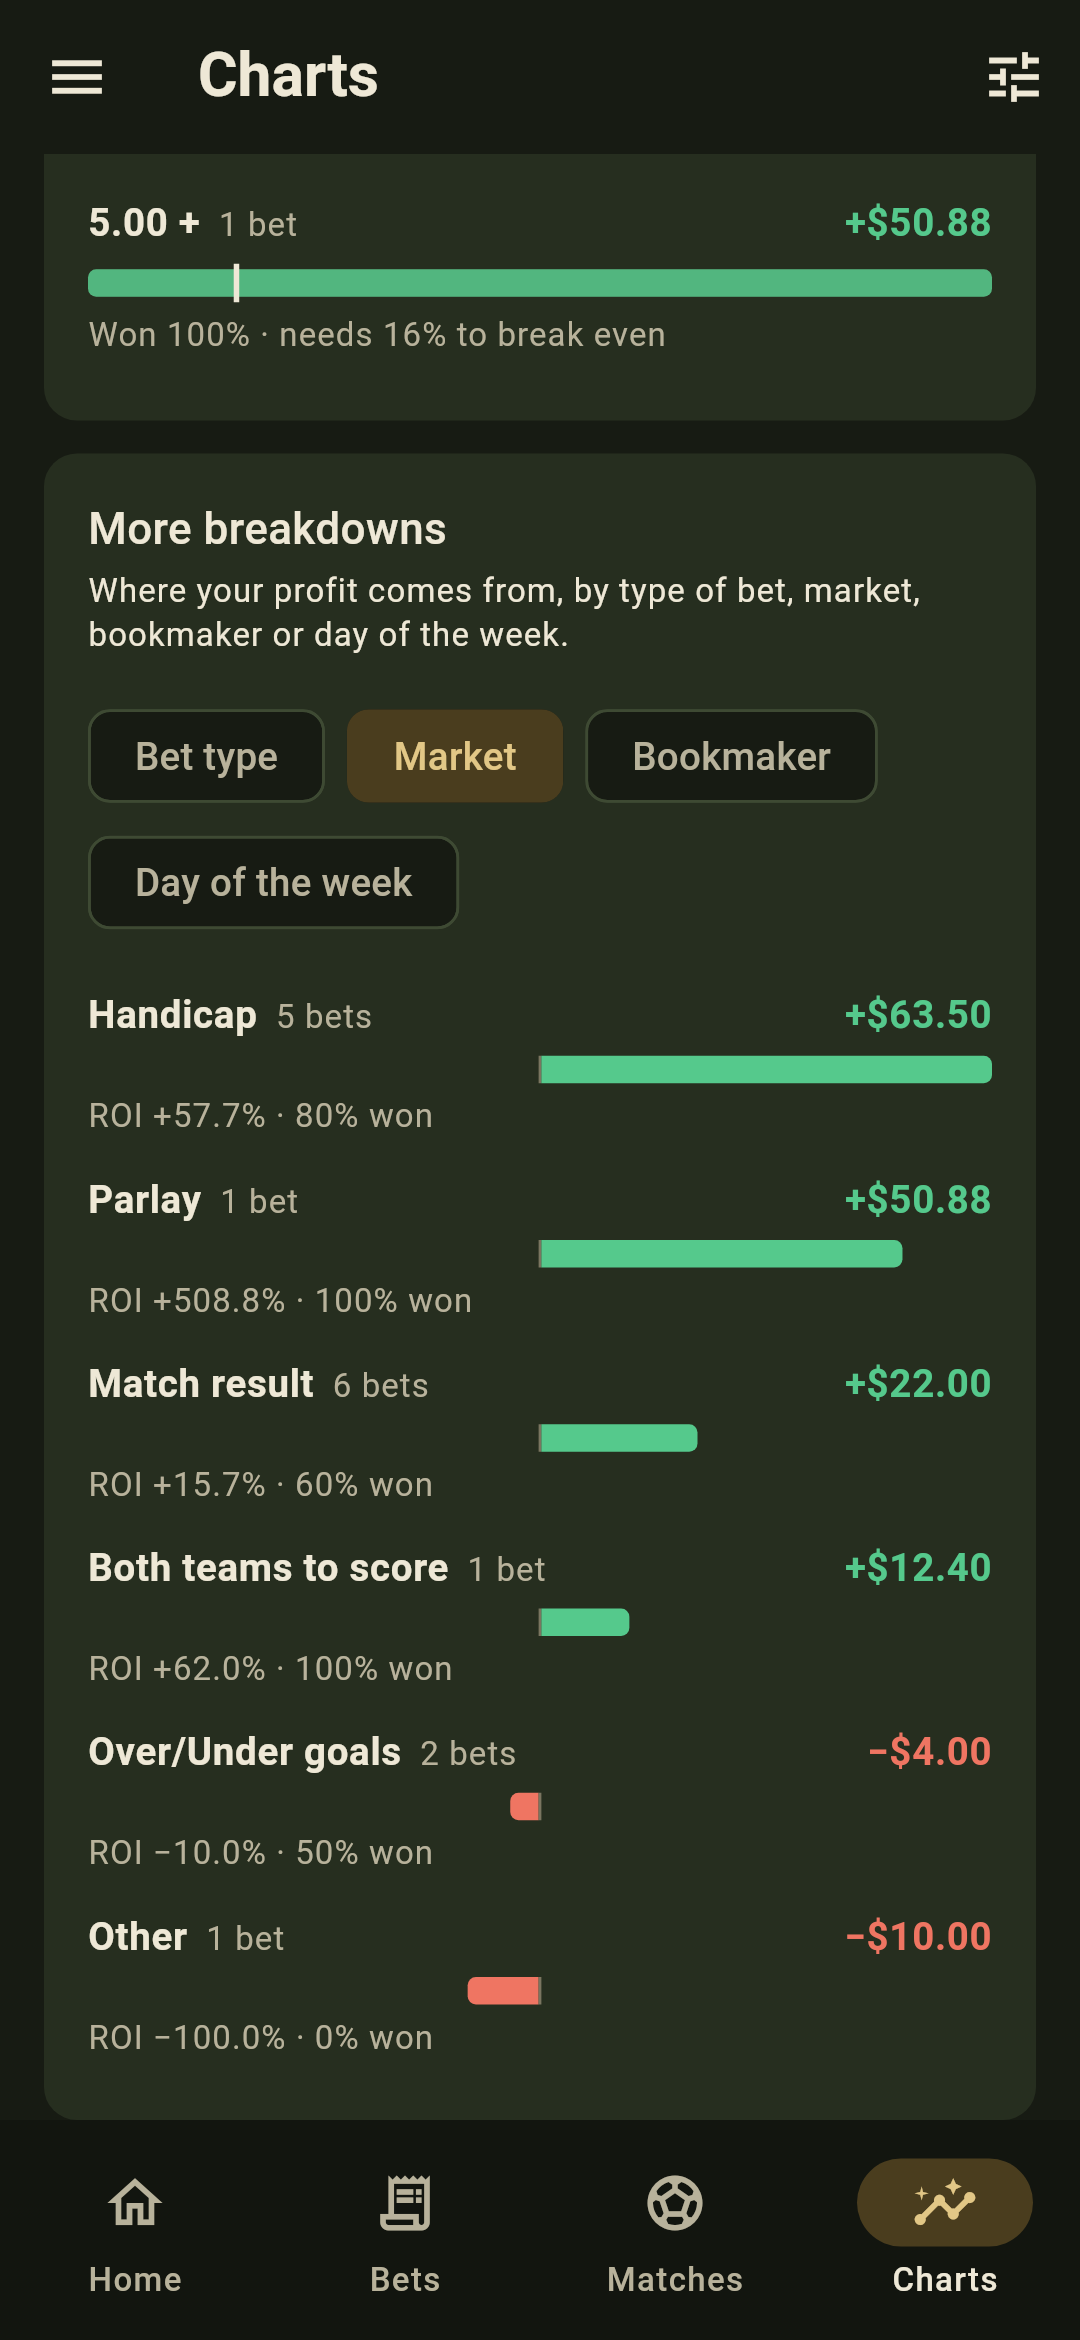 Charts
5.00 + 1 bet +$50.88
Won 100% · needs 16% to break even
More breakdowns
Where your profit comes from, by type of bet, market,
bookmaker or day of the week.
Bet type Market Bookmaker
Day of the week
Handicap 5 bets +$63.50
ROI +57.7% · 80% won
Parlay 1 bet +$50.88
ROI +508.8% · 100% won
Match result 6 bets +$22.00
ROI +15.7% · 60% won
Both teams to score 1 bet +$12.40
ROI +62.0% · 100% won
Over/Under goals 2 bets −$4.00
ROI −10.0% · 50% won
Other 1 bet −$10.00
ROI −100.0% · 0% won
Home Bets Matches Charts